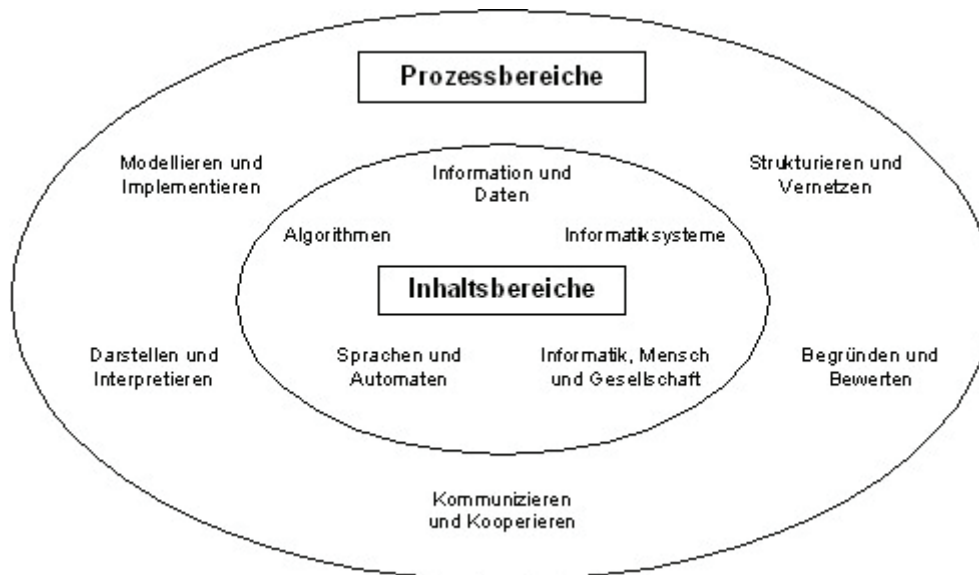 Prozessbereiche
Modellieren und
Implementieren
Strukturieren und
Vernetzen
Information und
Daten
Algorithmen
Informatiksysteme
Inhaltsbereiche
Darstellen und
Interpretieren
Sprachen und
Automaten
Informatik, Mensch
und Gesellschaft
Begründen und
Bewerten
Kommunizieren
und Kooperieren